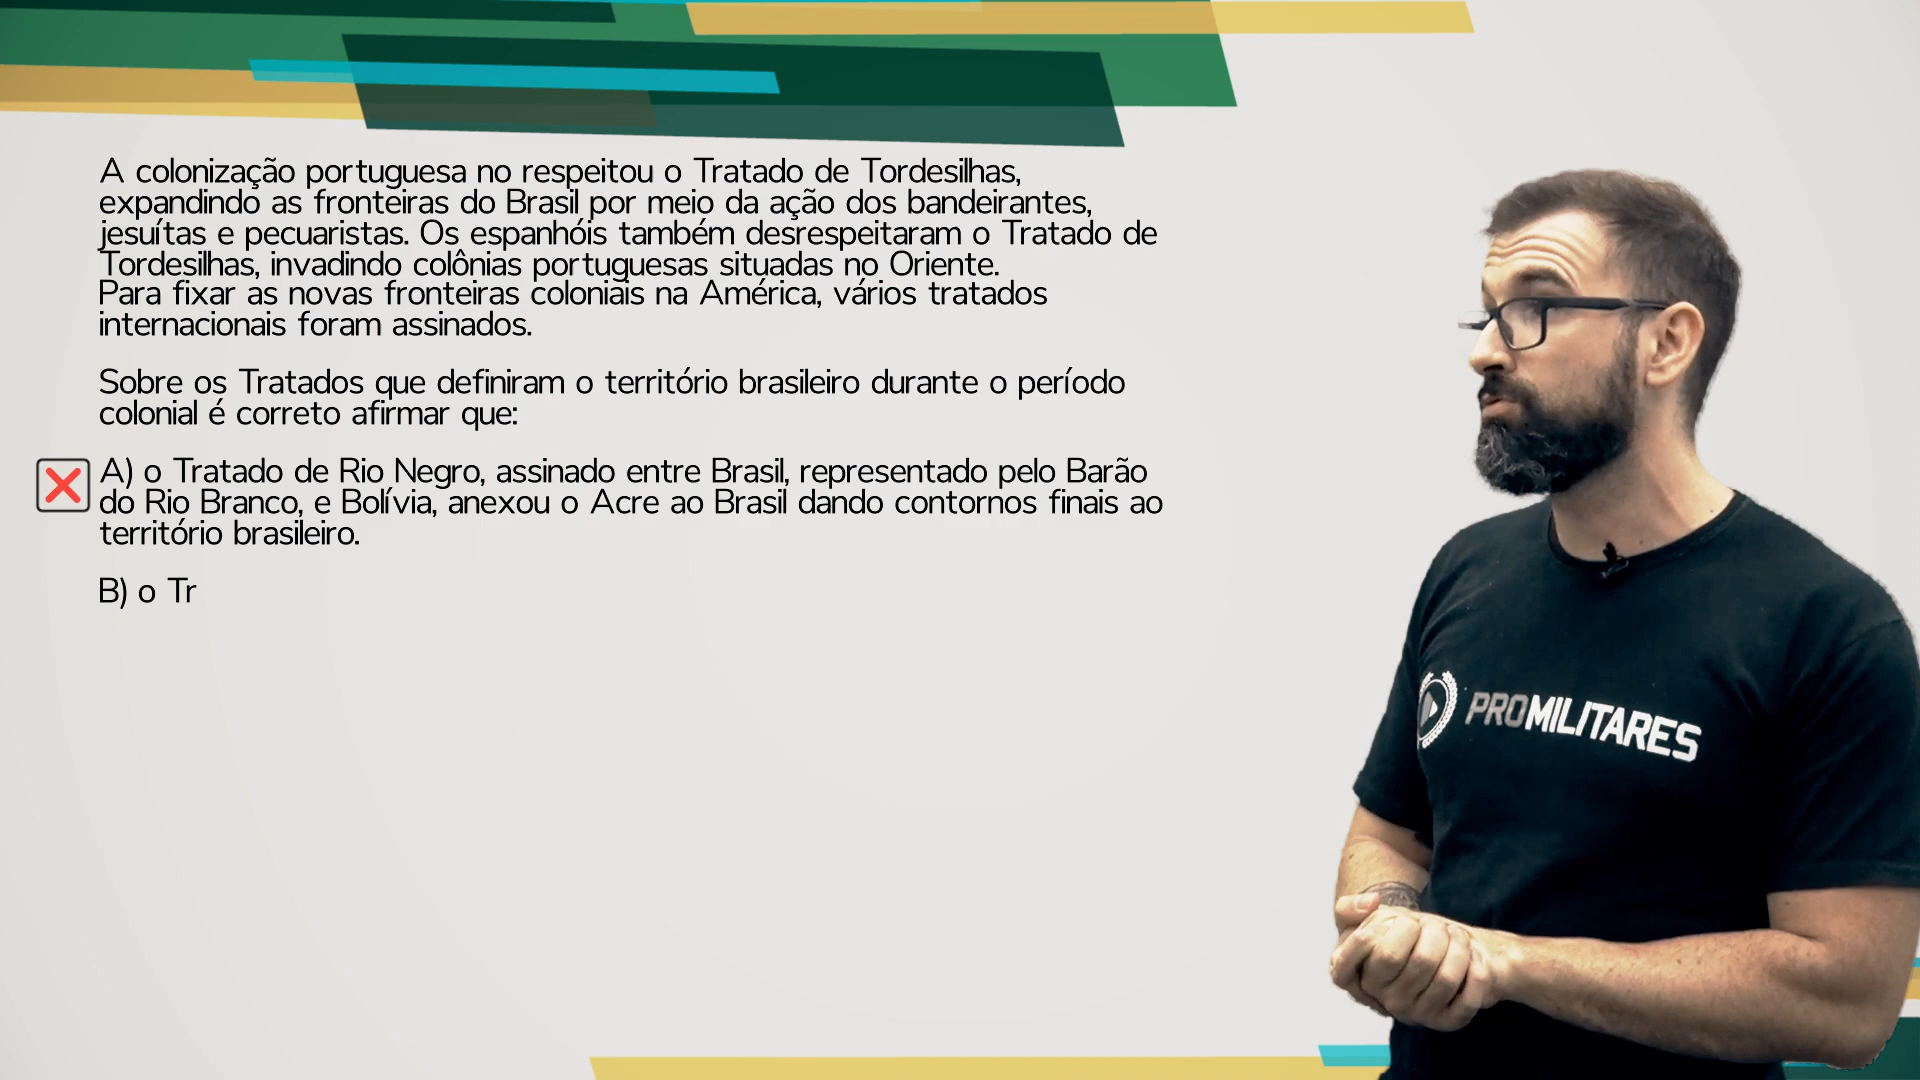 A colonização portuguesa no respeitou o Tratado de Tordesilhas,
expandindo as fronteiras do Brasil por meio da ação dos bandeirantes,
jesuítas e pecuaristas. Os espanhóis também desrespeitaram o Tratado de
Tordesilhas, invadindo colônias portuguesas situadas no Oriente.
Para fixar as novas fronteiras coloniais na América, vários tratados
internacionais foram assinados.
Sobre os Tratados que definiram o território brasileiro durante o período
colonial é correto afirmar que:
A) o Tratado de Rio Negro, assinado entre Brasil, representado pelo Barão
do Rio Branco, e Bolívia, anexou o Acre ao Brasil dando contornos finais ao
território brasileiro.
B) o Tr
PROMILITARES